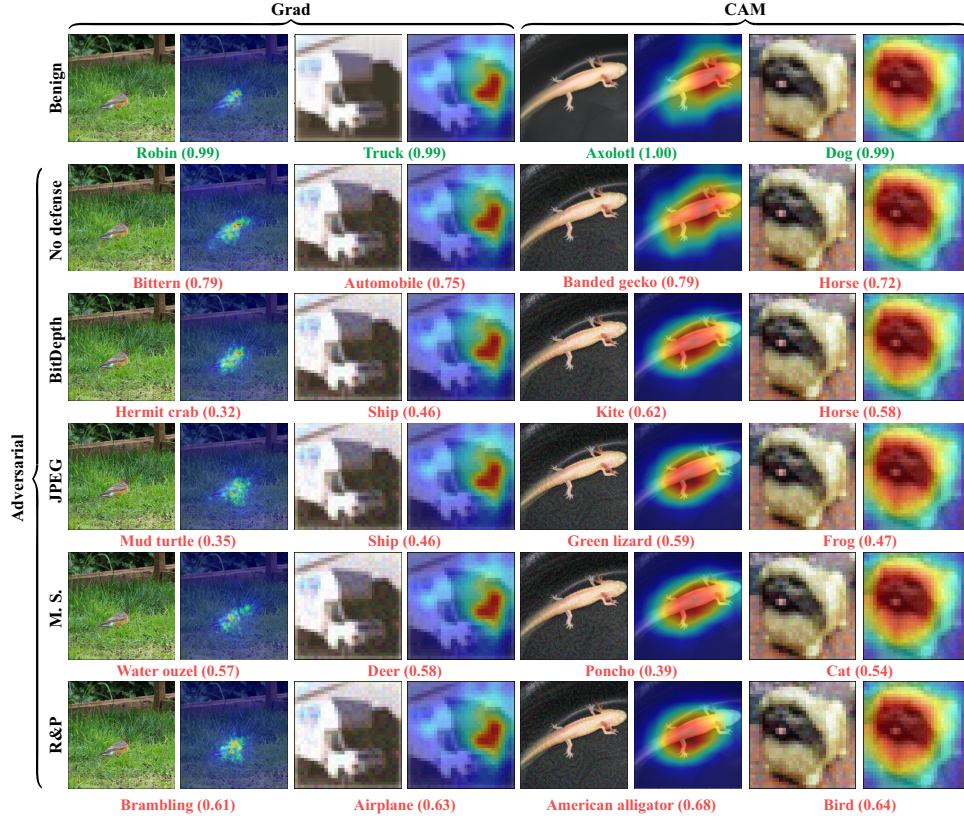 Grad CAM
Benign
Robin (0.99) Truck (0.99) Axolotl (1.00) Dog (0.99)
Adversarial
No defense
Bittern (0.79) Automobile (0.75) Banded gecko (0.79) Horse (0.72)
BitDepth
Hermit crab (0.32) Ship (0.46) Kite (0.62) Horse (0.58)
JPEG
Mud turtle (0.35) Ship (0.46) Green lizard (0.59) Frog (0.47)
M. S.
Water ouzel (0.57) Deer (0.58) Poncho (0.39) Cat (0.54)
R&P
Brambling (0.61) Airplane (0.63) American alligator (0.68) Bird (0.64)